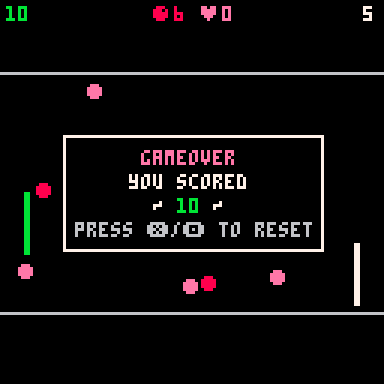 10 6 0 5
GAMEOVER
YOU SCORED
10
PRESS ❎/🅾️ TO RESET